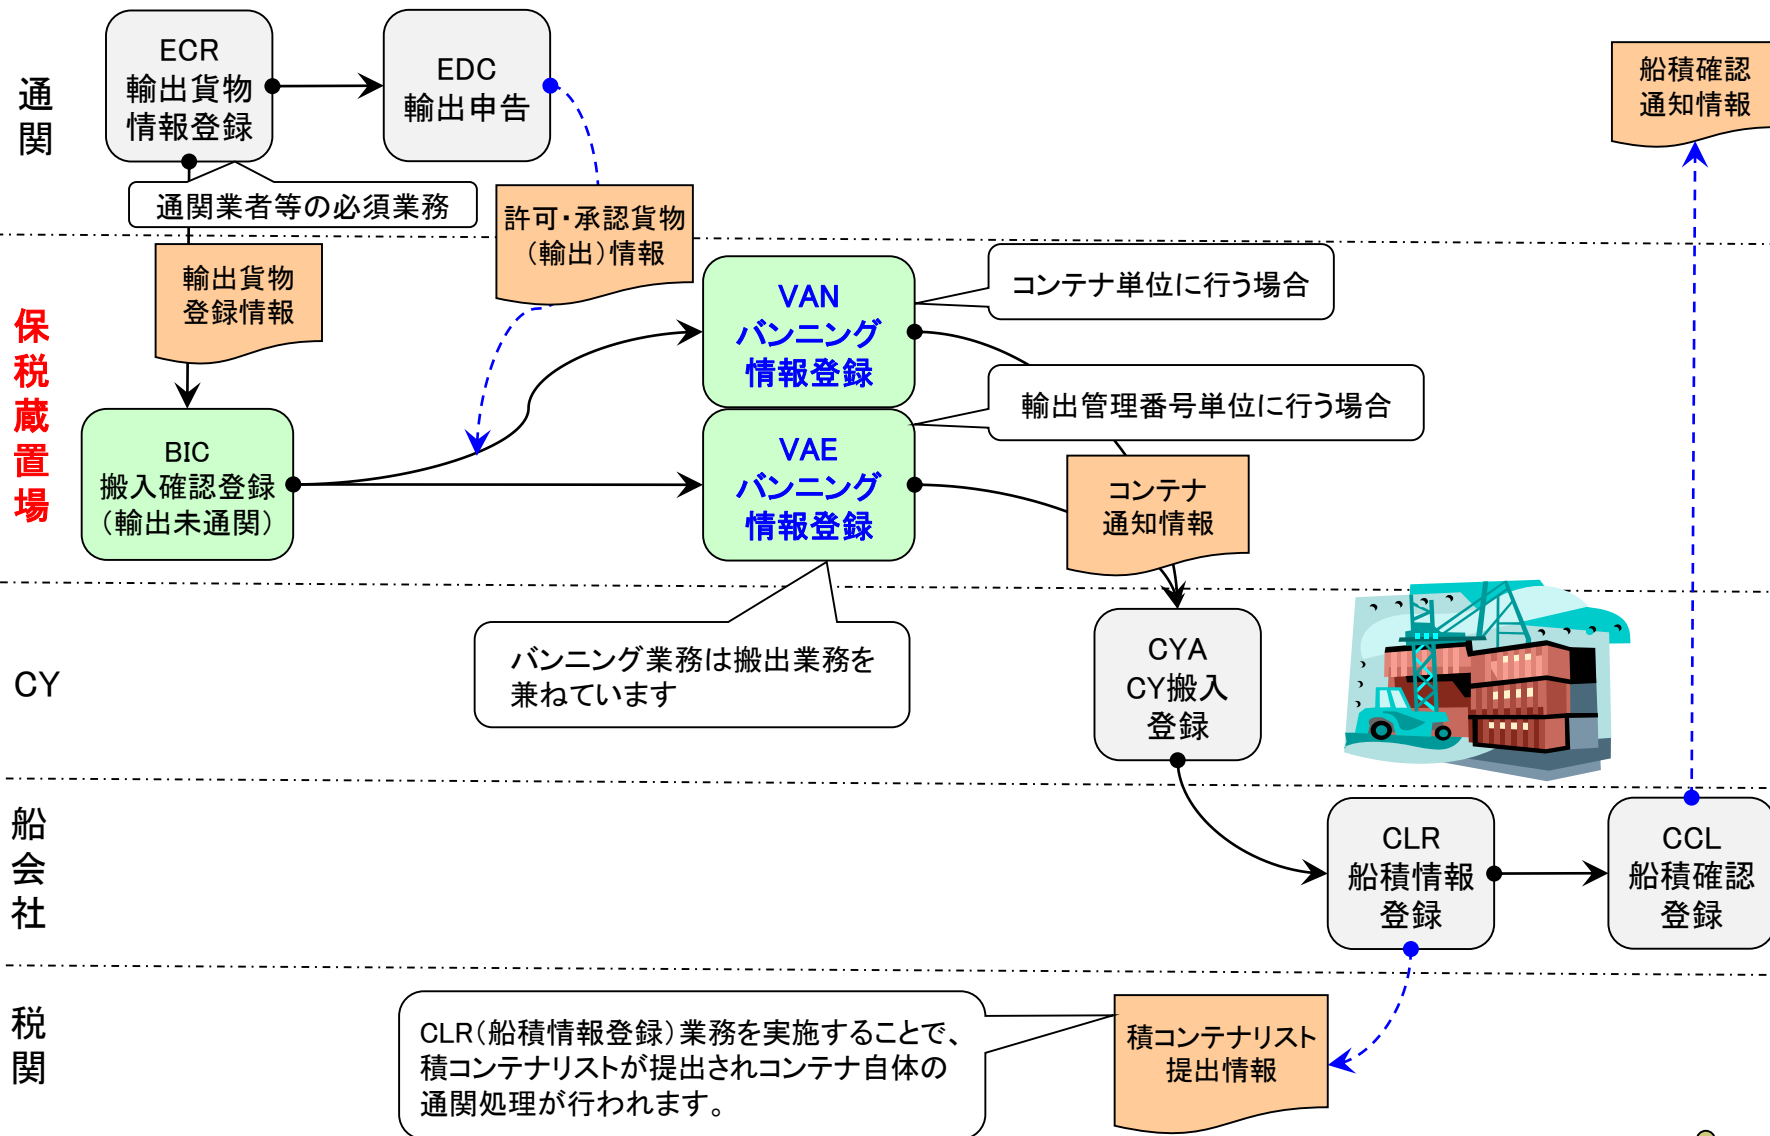 通
関
ECR
輸出貨物
情報登録
EDC
輸出申告
船積確認
通知情報
通関業者等の必須業務
許可・承認貨物
（輸出）情報
保
税
蔵
置
場
輸出貨物
登録情報
VAN
バンニング
情報登録
コンテナ単位に行う場合
輸出管理番号単位に行う場合
BIC
搬入確認登録
（輸出未通関）
VAE
バンニング
情報登録
コンテナ
通知情報
CY
バンニング業務は搬出業務を
兼ねています
CYA
CY搬入
登録
船
会
社
CLR
船積情報
登録
CCL
船積確認
登録
税
関
CLR（船積情報登録）業務を実施することで、
積コンテナリストが提出されコンテナ自体の
通関処理が行われます。
積コンテナリスト
提出情報